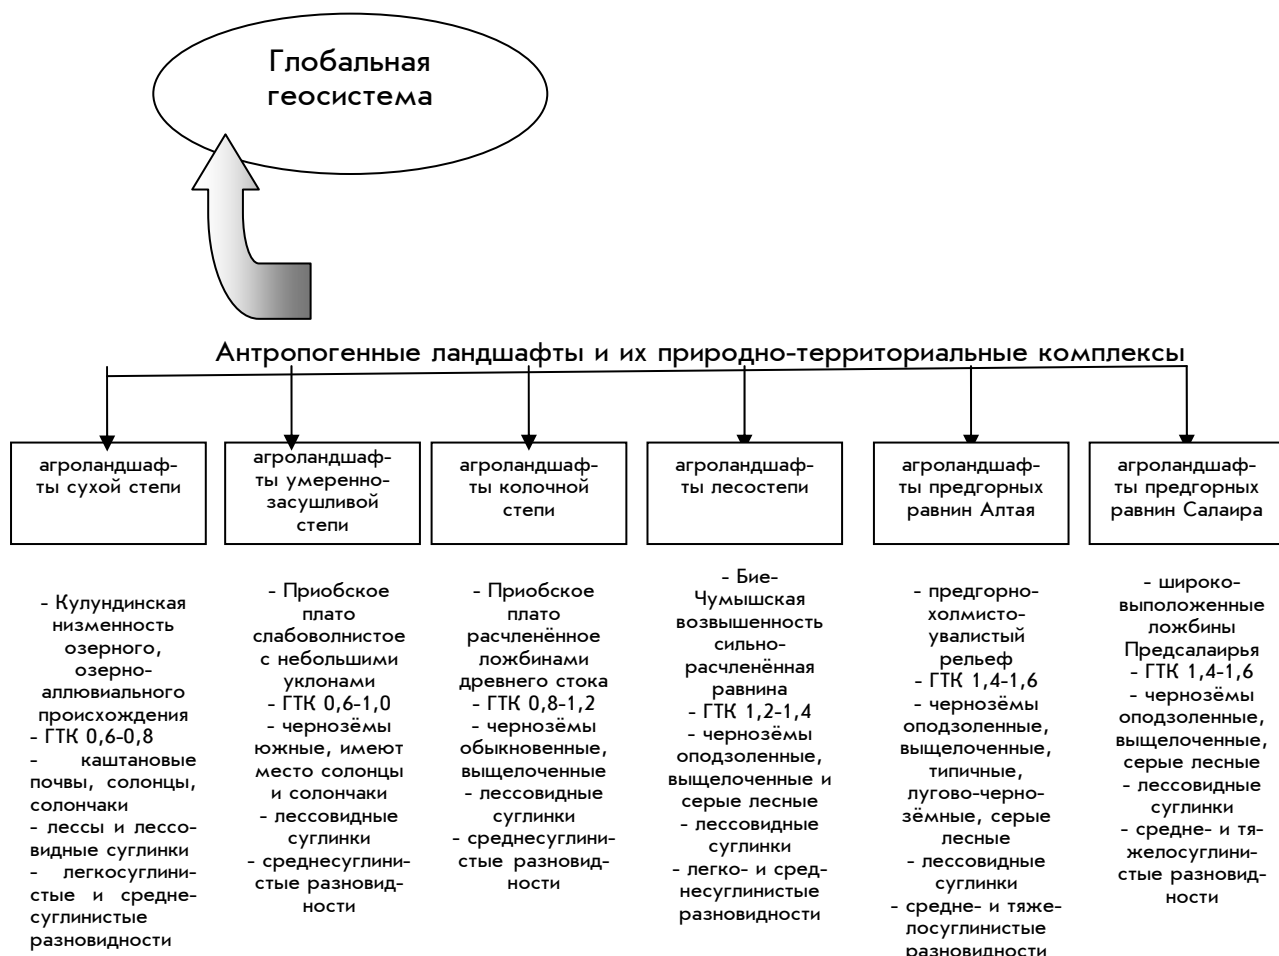 Глобальная
геосистема
Антропогенные ландшафты и их природно-территориальные комплексы
агроландшаф-
ты сухой степи
агроландшаф-
ты умеренно-
засушливой
степи
агроландшаф-
ты колочной
степи
агроландшаф-
ты лесостепи
агроландшаф-
ты предгорных
равнин Алтая
агроландшаф-
ты предгорных
равнин Салаира
- Кулундинская
низменность
озерного,
озерно-
аллювиального
происхождения
- ГТК 0,6-0,8
- каштановые
почвы, солонцы,
солончаки
- лессы и лессо-
видные суглинки
- легкосуглини-
стые и средне-
суглинистые
разновидности
- Приобское
плато
слабоволнистое
с небольшими
уклонами
- ГТК 0,6-1,0
- чернозёмы
южные, имеют
место солонцы
и солончаки
- лессовидные
суглинки
- среднесуглини-
стые разновид-
ности
- Приобское
плато
расчленённое
ложбинами
древнего стока
- ГТК 0,8-1,2
- чернозёмы
обыкновенные,
выщелоченные
- лессовидные
суглинки
- среднесуглини-
стые разновид-
ности
- Бие-
Чумышская
возвышенность
сильно-
расчленённая
равнина
- ГТК 1,2-1,4
- чернозёмы
оподзоленные,
выщелоченные и
серые лесные
- лессовидные
суглинки
- легко- и сред-
несуглинистые
разновидности
- предгорно-
холмисто-
увалистый
рельеф
- ГТК 1,4-1,6
- чернозёмы
оподзоленные,
выщелоченные,
типичные,
лугово-черно-
зёмные, серые
лесные
- лессовидные
суглинки
- средне- и тяже-
лосуглинистые
разновидности
- широко-
выположенные
ложбины
Предсалаирья
- ГТК 1,4-1,6
- чернозёмы
оподзоленные,
выщелоченные,
серые лесные
- лессовидные
суглинки
- средне- и тя-
желосуглини-
стые разновид-
ности